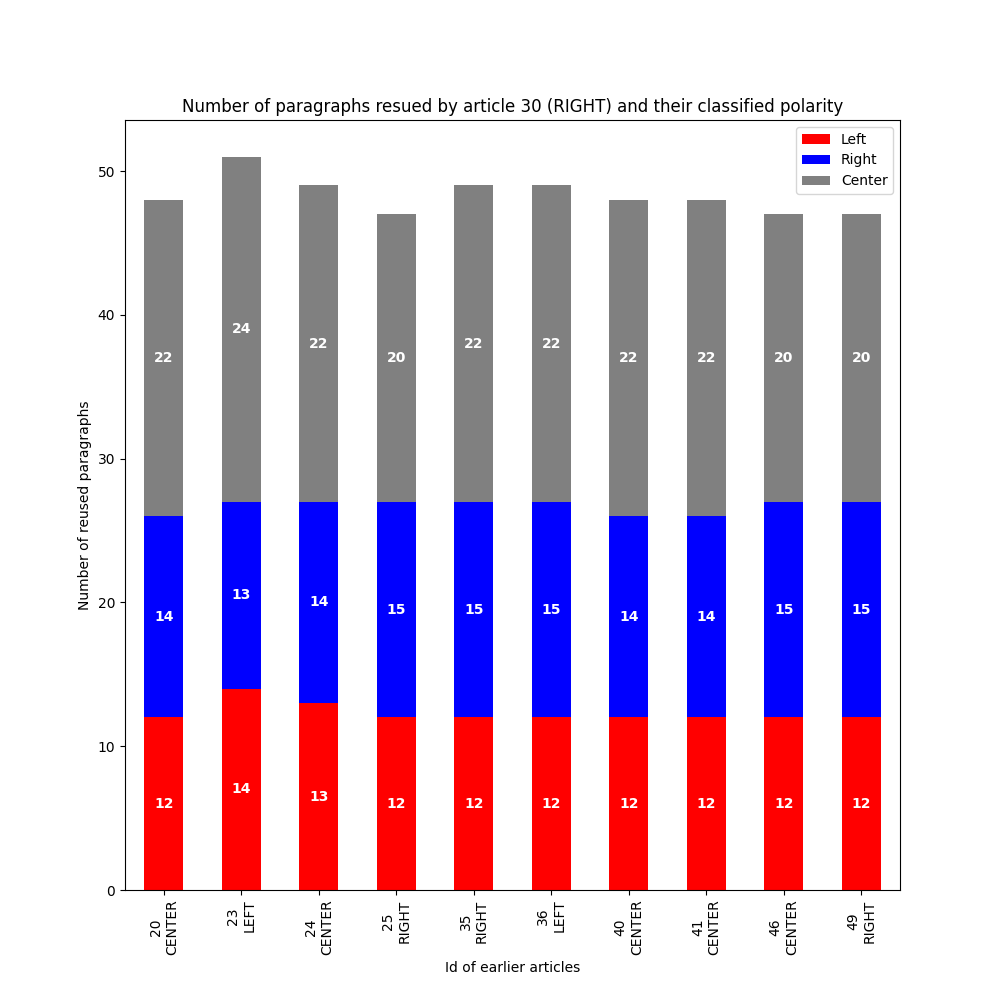 Number of paragraphs resued by article 30 (RIGHT) and their classified polarity
Left
Right
Center
Number of reused paragraphs
50
40
30
20
10
0
22 24 22 20 22 22 22 22 20 20
14 13 14 15 15 15 14 14 15 15
12 14 13 12 12 12 12 12 12 12
20
CENTER
23
LEFT
24
CENTER
25
RIGHT
35
RIGHT
36
LEFT
40
CENTER
41
CENTER
46
CENTER
49
RIGHT
Id of earlier articles